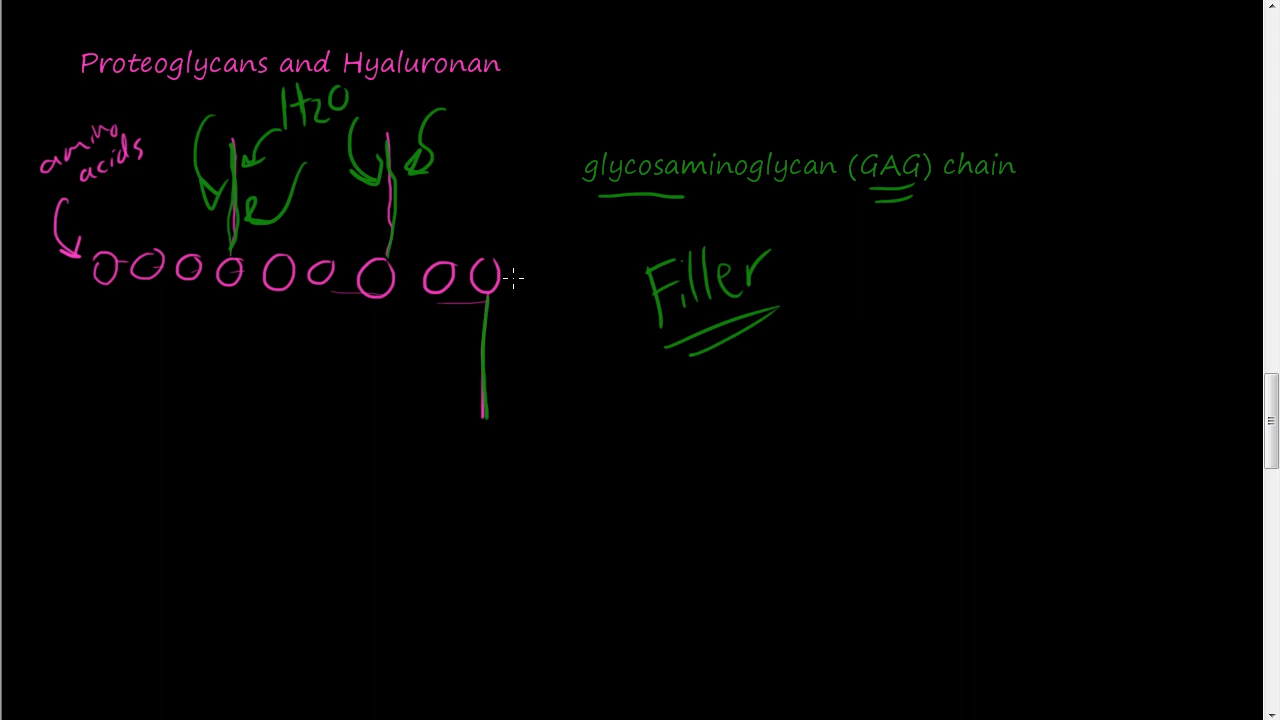 Proteoglycans and Hyaluronan
H2O
amino
acids
glycosaminoglycan (GAG) chain
Filler